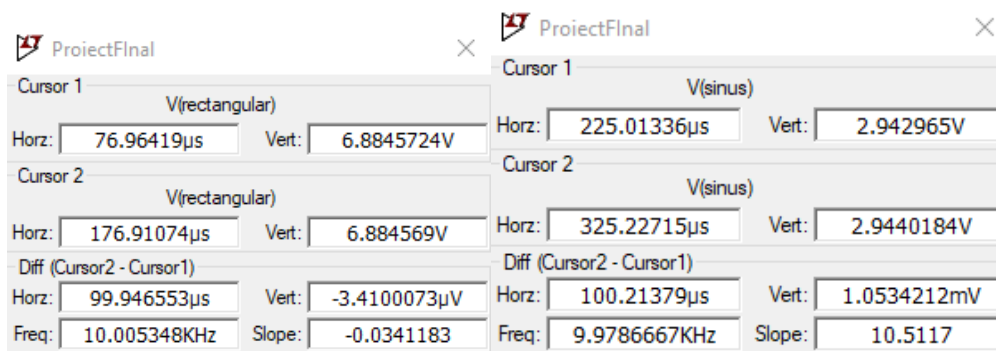 ProiectFInal
Cursor 1
V(rectangular)
Horz: 76.96419µs Vert: 6.8845724V
Cursor 2
V(rectangular)
Horz: 176.91074µs Vert: 6.884569V
Diff (Cursor2 - Cursor1)
Horz: 99.946553µs Vert: -3.4100073µV
Freq: 10.005348KHz Slope: -0.0341183
ProiectFInal
Cursor 1
V(sinus)
Horz: 225.01336µs Vert: 2.942965V
Cursor 2
V(sinus)
Horz: 325.22715µs Vert: 2.9440184V
Diff (Cursor2 - Cursor1)
Horz: 100.21379µs Vert: 1.0534212mV
Freq: 9.9786667KHz Slope: 10.5117